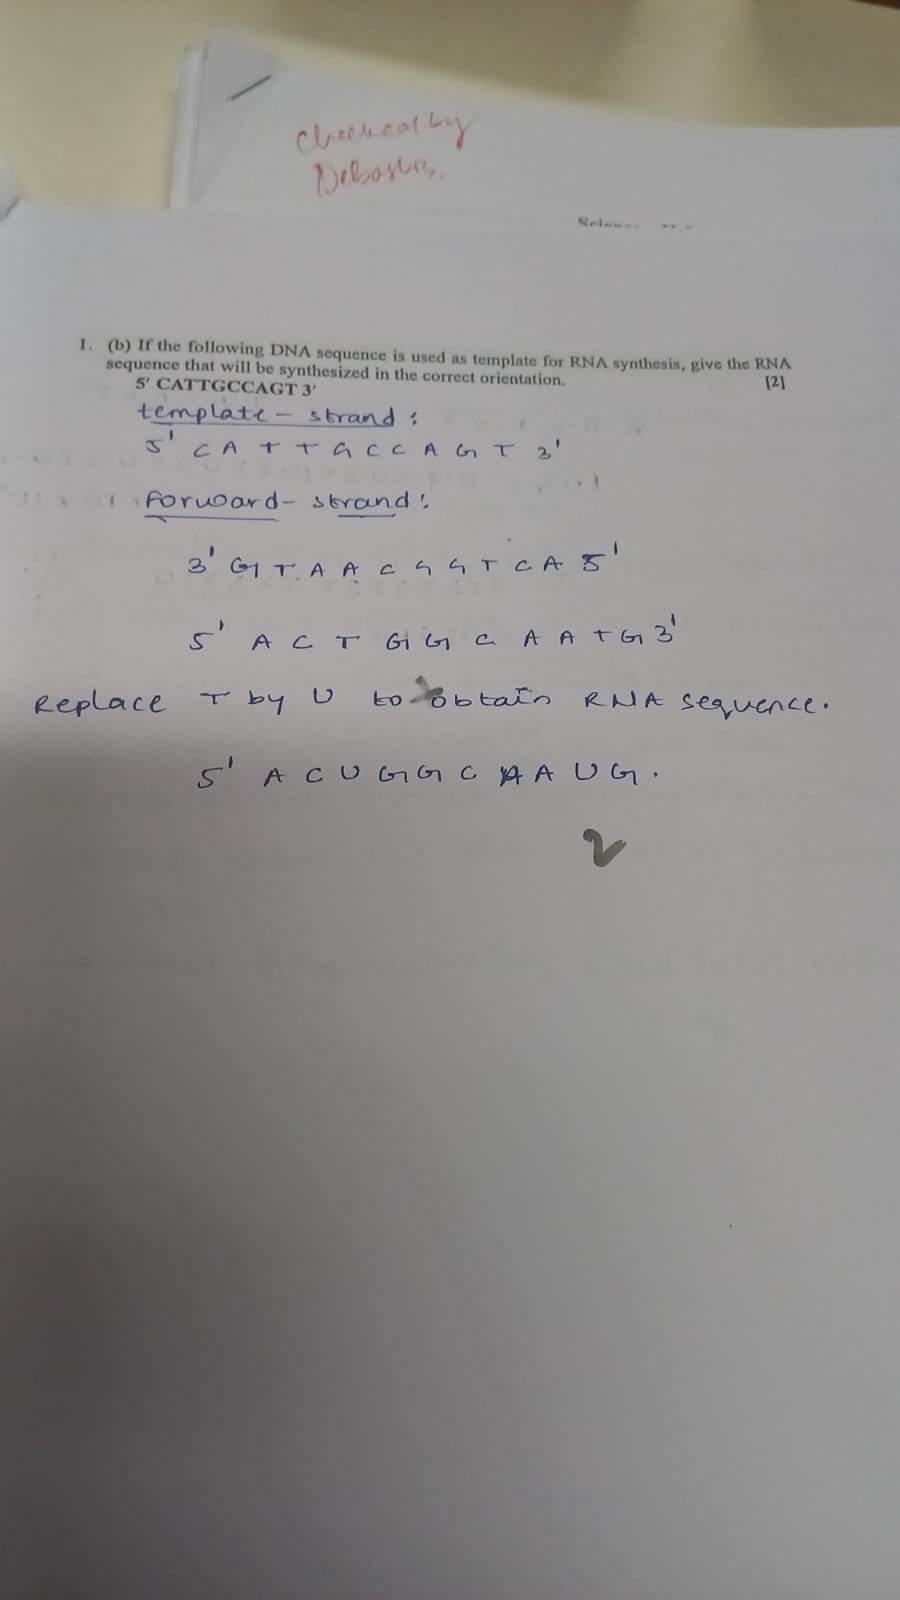 Checked by
1. (b) If the following DNA sequence is used as template for RNA synthesis, give the RNA
sequence that will be synthesized in the correct orientation. [2]
5' CATTGCCAGT 3'
template - strand :
5' C A T T G C C A G T 3'
Forward - strand :
3' G T A A C G G T C A 5'
5' A C T G G C A A T G 3'
Replace T by U to obtain RNA sequence.
5' A C U G G C A A U G .
2